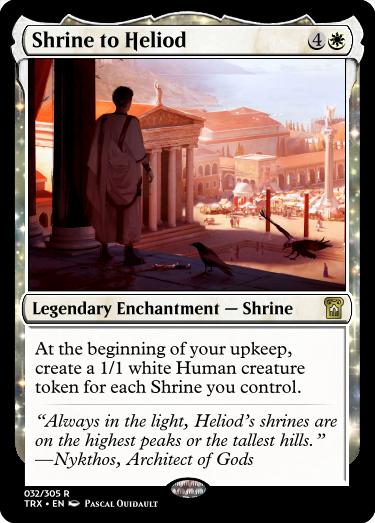 Shrine to Heliod 4
Legendary Enchantment — Shrine
At the beginning of your upkeep,
create a 1/1 white Human creature
token for each Shrine you control.
“Always in the light, Heliod’s shrines are
on the highest peaks or the tallest hills.”
—Nykthos, Architect of Gods
032/305 R
TRX • EN Pascal Quidault